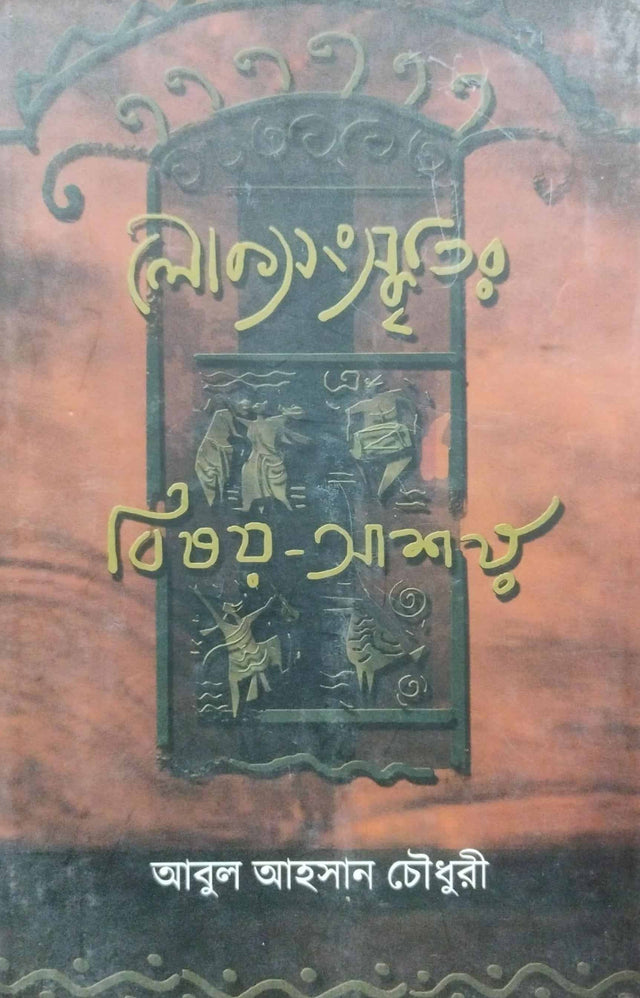 লোকসংস্কৃতির
বিষয়-আশয়
আবুল আহসান চৌধুরী